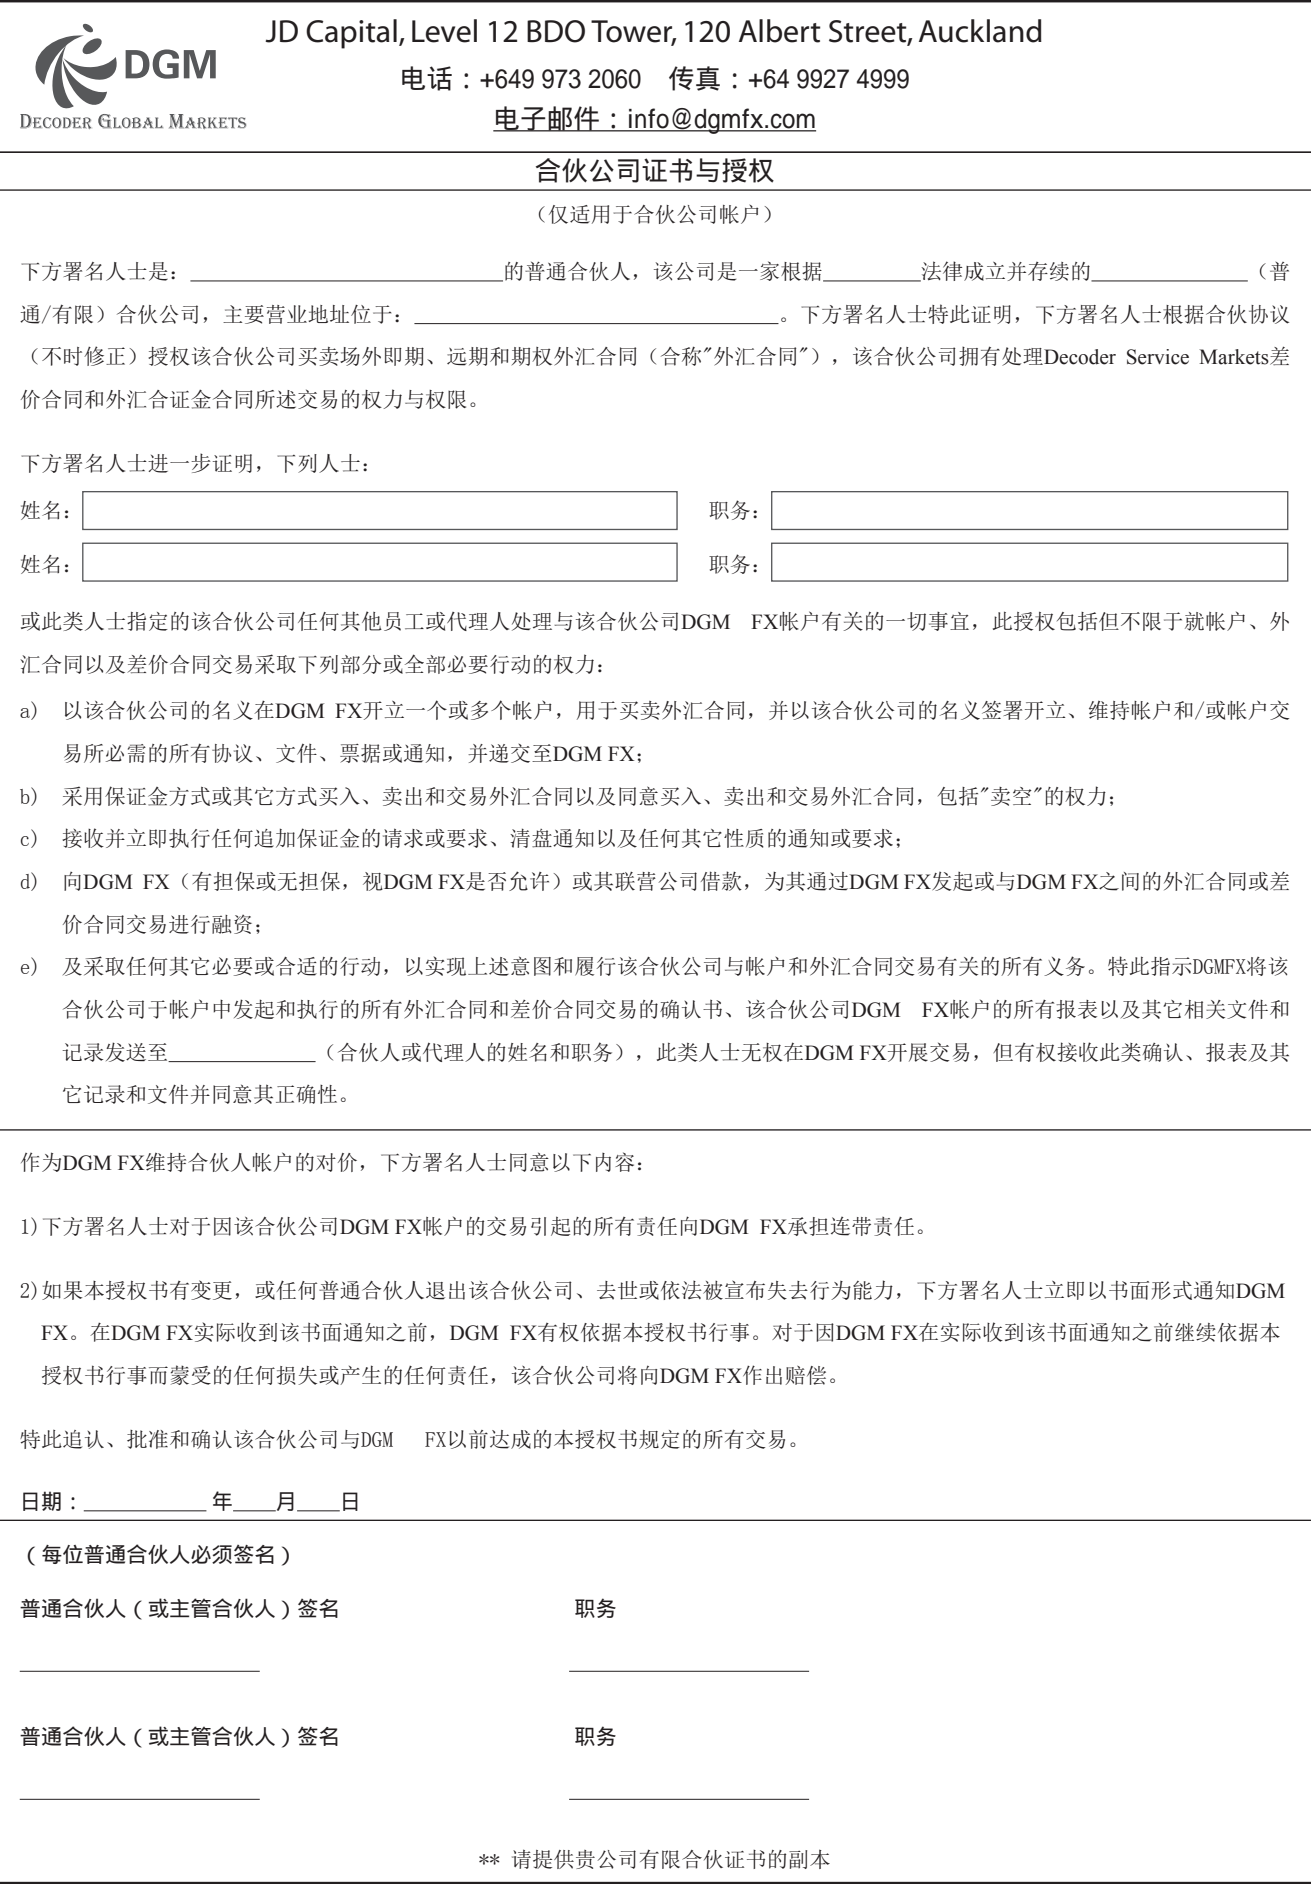 DGM
DECODER GLOBAL MARKETS
JD Capital, Level 12 BDO Tower, 120 Albert Street, Auckland
电话：+649 973 2060 传真：+64 9927 4999
电子邮件：info@dgmfx.com
合伙公司证书与授权
（仅适用于合伙公司帐户）
下方署名人士是：________________的普通合伙人，该公司是一家根据_________法律成立并存续的______________（普
通/有限）合伙公司，主要营业地址位于：________________。下方署名人士特此证明，下方署名人士根据合伙协议
（不时修正）授权该合伙公司买卖场外即期、远期和期权外汇合同（合称"外汇合同"），该合伙公司拥有处理Decoder Service Markets差
价合同和外汇合证金合同所述交易的权力与权限。
下方署名人士进一步证明，下列人士：
姓名： 职务：
姓名： 职务：
或此类人士指定的该合伙公司任何其他员工或代理人处理与该合伙公司DGM FX帐户有关的一切事宜，此授权包括但不限于就帐户、外
汇合同以及差价合同交易采取下列部分或全部必要行动的权力：
a) 以该合伙公司的名义在DGM FX开立一个或多个帐户，用于买卖外汇合同，并以该合伙公司的名义签署开立、维持帐户和/或帐户交
易所必需的所有协议、文件、票据或通知，并递交至DGM FX；
b) 采用保证金方式或其它方式买入、卖出和交易外汇合同以及同意买入、卖出和交易外汇合同，包括"卖空"的权力；
c) 接收并立即执行任何追加保证金的请求或要求、清盘通知以及任何其它性质的通知或要求；
d) 向DGM FX（有担保或无担保，视DGM FX是否允许）或其联营公司借款，为其通过DGM FX发起或与DGM FX之间的外汇合同或差
价合同交易进行融资；
e) 及采取任何其它必要或合适的行动，以实现上述意图和履行该合伙公司与帐户和外汇合同交易有关的所有义务。特此指示DGMFX将该
合伙公司于帐户中发起和执行的所有外汇合同和差价合同交易的确认书、该合伙公司DGM FX帐户的所有报表以及其它相关文件和
记录发送至______________（合伙人或代理人的姓名和职务），此类人士无权在DGM FX开展交易，但有权接收此类确认、报表及其
它记录和文件并同意其正确性。
作为DGM FX维持合伙人帐户的对价，下方署名人士同意以下内容：
1)下方署名人士对于因该合伙公司DGM FX帐户的交易引起的所有责任向DGM FX承担连带责任。
2)如果本授权书有变更，或任何普通合伙人退出该合伙公司、去世或依法被宣布失去行为能力，下方署名人士立即以书面形式通知DGM
FX。在DGM FX实际收到该书面通知之前，DGM FX有权依据本授权书行事。对于因DGM FX在实际收到该书面通知之前继续依据本
授权书行事而蒙受的任何损失或产生的任何责任，该合伙公司将向DGM FX作出赔偿。
特此追认、批准和确认该合伙公司与DGM FX以前达成的本授权书规定的所有交易。
日期：___________ 年____月____日
（每位普通合伙人必须签名）
普通合伙人（或主管合伙人）签名 职务
普通合伙人（或主管合伙人）签名 职务
** 请提供贵公司有限合伙证书的副本